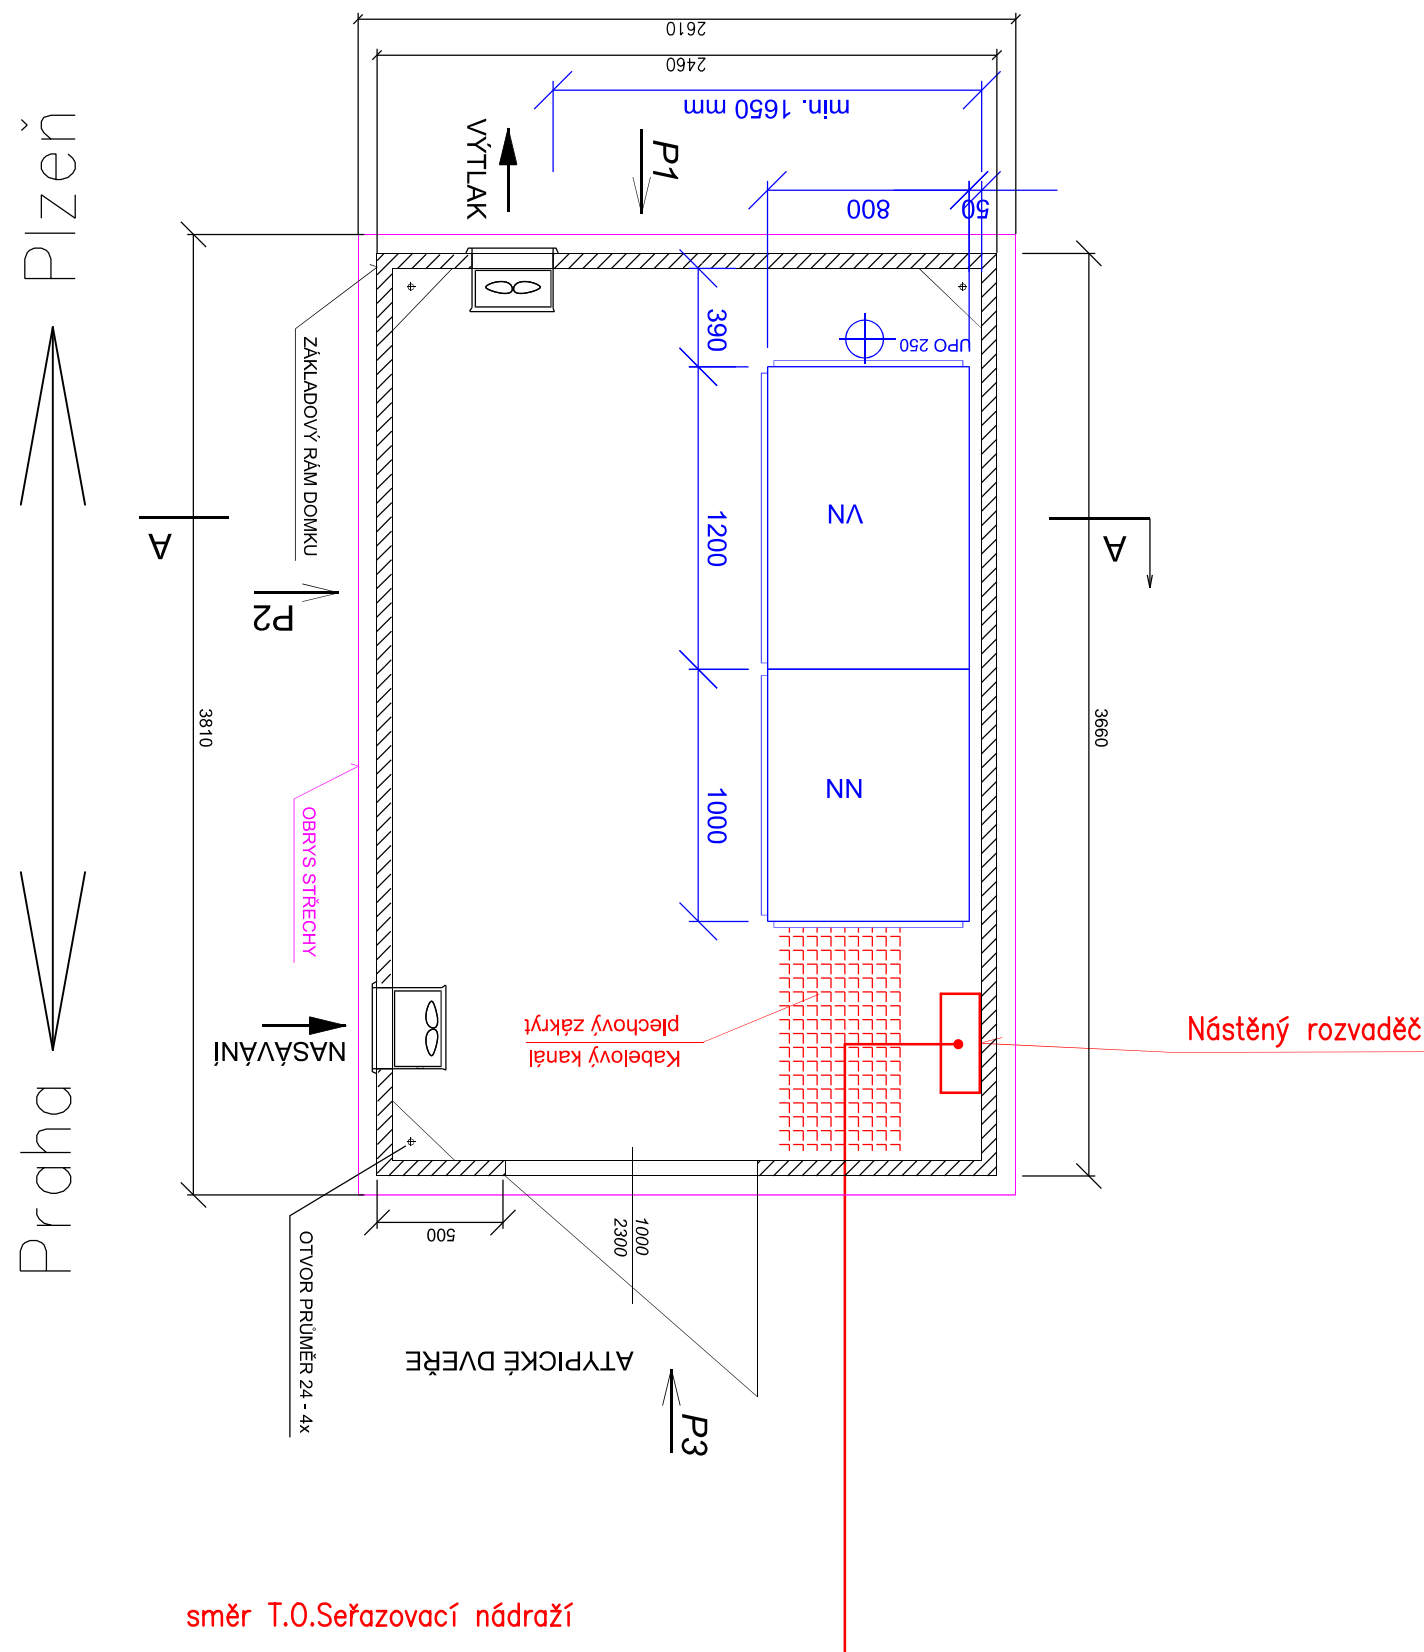 2610
2460
min. 1650 mm
Plzeň
VÝTLAK
P1
800
50
390
UPO 250
ZÁKLADOVÝ RÁM DOMKU
VN
1200
A
A
P2
3810
3660
NN
1000
OBRYS STŘECHY
Kabelový kanál
plechový zákryt
NASÁVÁNÍ
Nástěný rozvaděč
Praha
500
1000
2300
OTVOR PRŮMĚR 24 - 4x
ATYPICKÉ DVEŘE
P3
směr T.O.Seřazovací nádraží